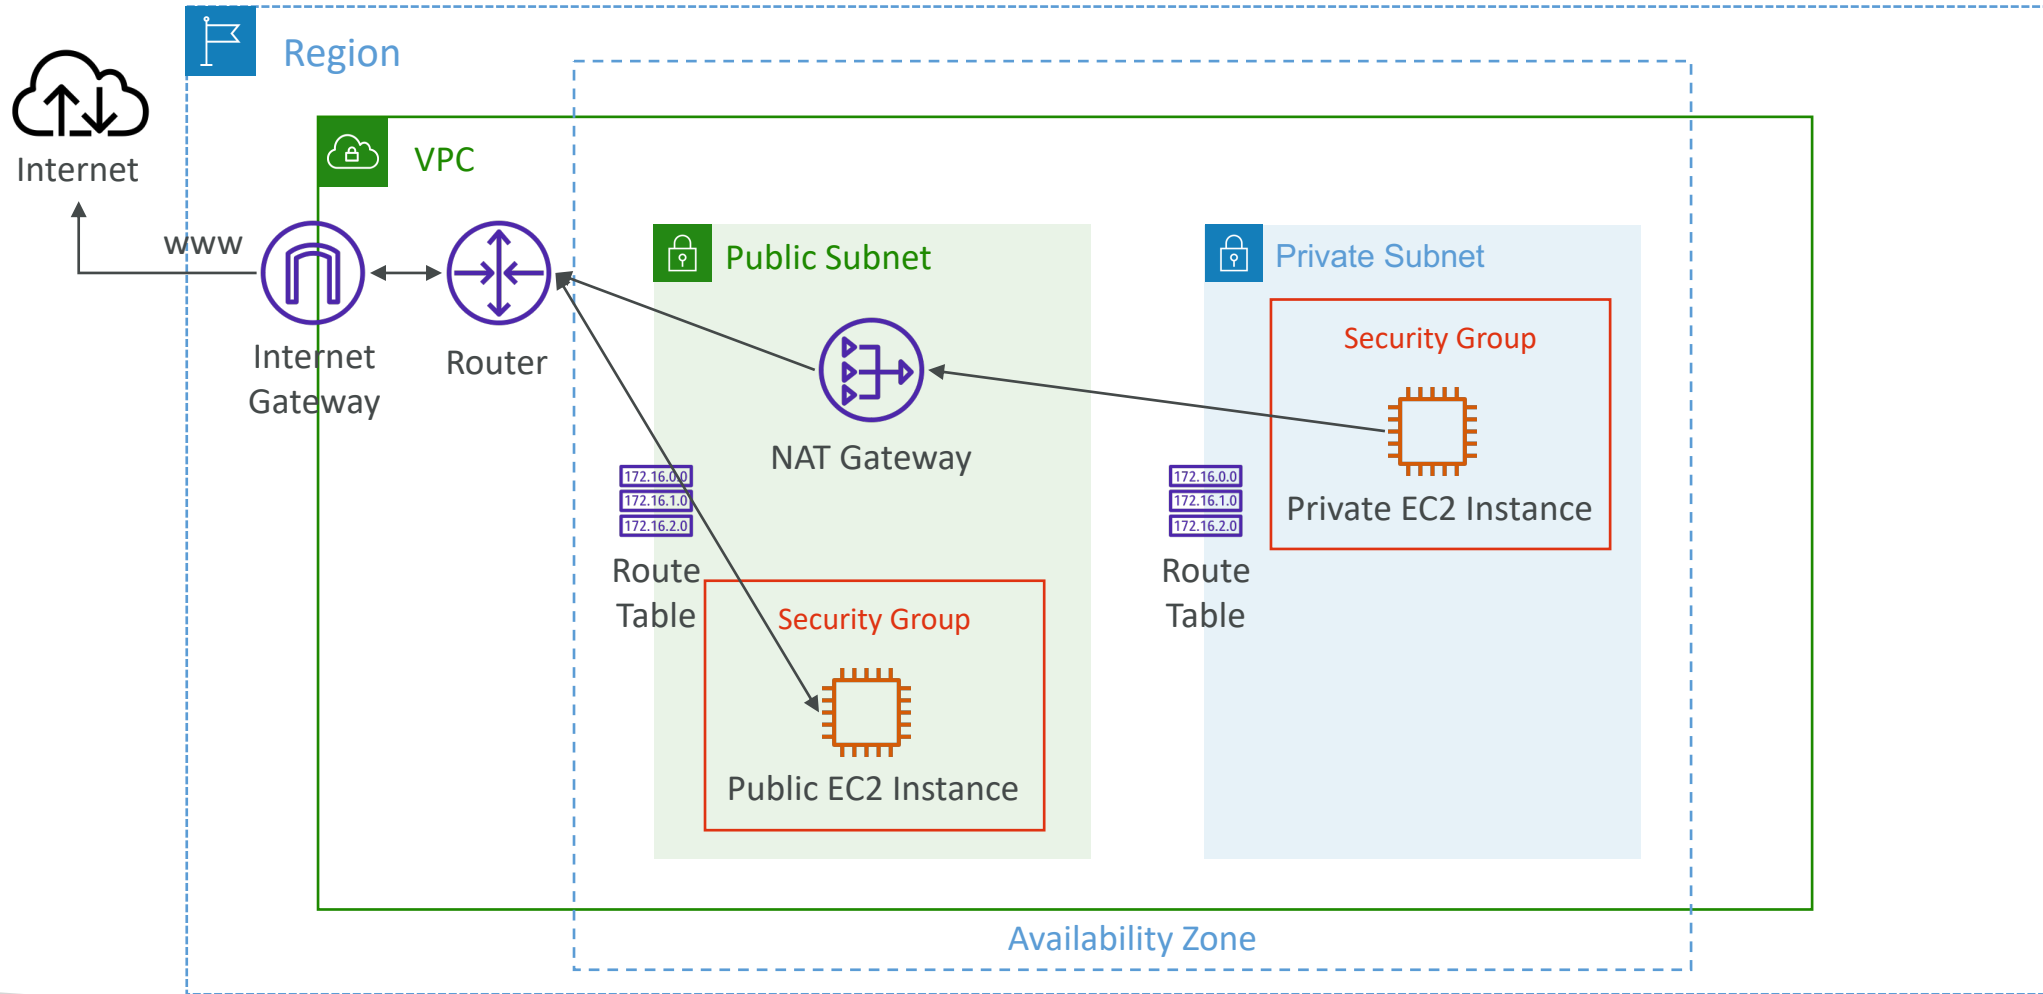 Region
Internet
VPC
www
Internet
Gateway
Router
Public Subnet
NAT Gateway
172.16.0.0
172.16.1.0
172.16.2.0
Route
Table
Security Group
Public EC2 Instance
Private Subnet
Security Group
Private EC2 Instance
172.16.0.0
172.16.1.0
172.16.2.0
Route
Table
Availability Zone